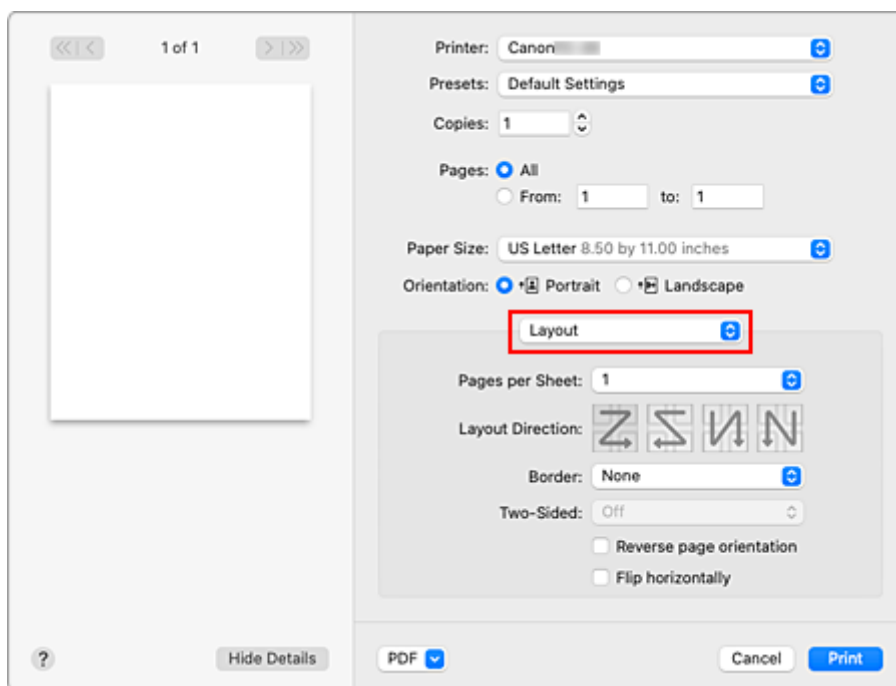 1 of 1
Printer: Canon
Presets: Default Settings
Copies: 1
Pages: All
From: 1 to: 1
Paper Size: US Letter 8.50 by 11.00 inches
Orientation: Portrait Landscape
Layout
Pages per Sheet: 1
Layout Direction:
Border: None
Two-Sided: Off
Reverse page orientation
Flip horizontally
? Hide Details PDF Cancel Print